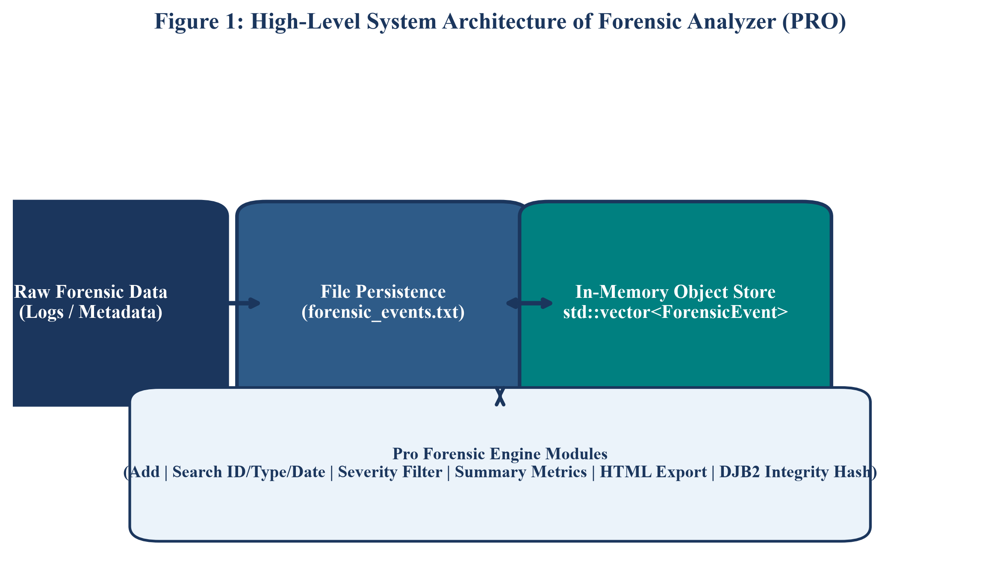 Figure 1: High-Level System Architecture of Forensic Analyzer (PRO)
Raw Forensic Data
(Logs / Metadata)
File Persistence
(forensic_events.txt)
In-Memory Object Store
std::vector<ForensicEvent>
Pro Forensic Engine Modules
(Add | Search ID/Type/Date | Severity Filter | Summary Metrics | HTML Export | DJB2 Integrity Hash)